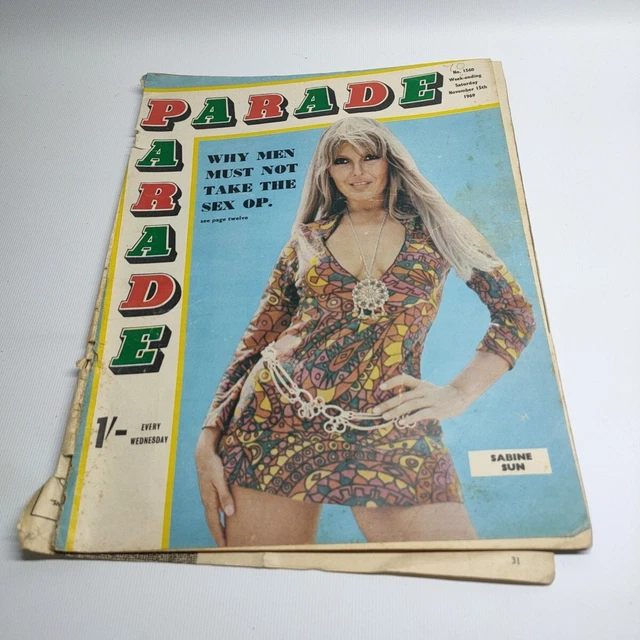 PARADE
No. 1560
Week-ending
Saturday
November 15th
1969
PARADE
WHY MEN
MUST NOT
TAKE THE
SEX OP.
see page twelve
1/- EVERY
WEDNESDAY
SABINE
SUN
31